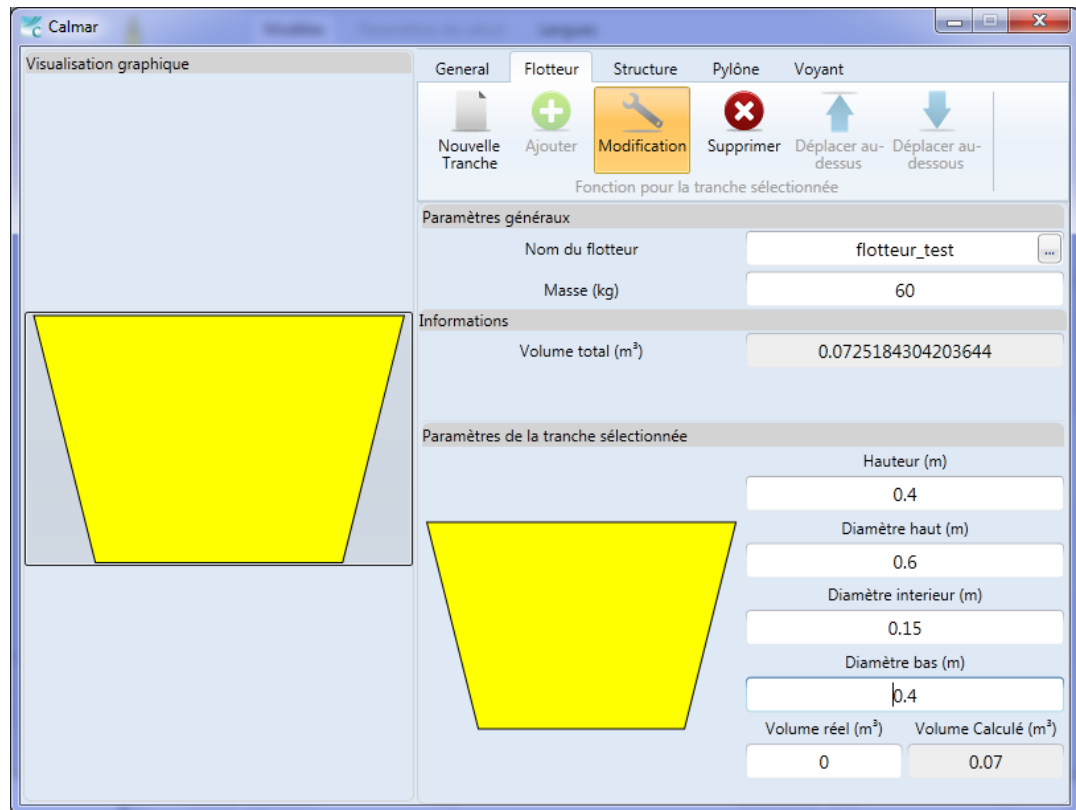 Calmar
Visualisation graphique
General Flotteur Structure Pylône Voyant
Nouvelle Tranche
Ajouter
Modification
Supprimer
Déplacer au-dessus
Déplacer au-dessous
Fonction pour la tranche sélectionnée
Paramètres généraux
Nom du flotteur flotteur_test ...
Masse (kg) 60
Informations
Volume total (m³) 0.0725184304203644
Paramètres de la tranche sélectionnée
Hauteur (m)
0.4
Diamètre haut (m)
0.6
Diamètre interieur (m)
0.15
Diamètre bas (m)
0.4
Volume réel (m³) Volume Calculé (m³)
0 0.07